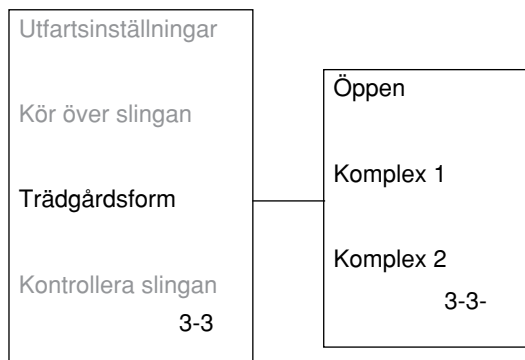 Utfartsinställningar
Kör över slingan
Trädgårdsform
Kontrollera slingan
3-3
Öppen
Komplex 1
Komplex 2
3-3-